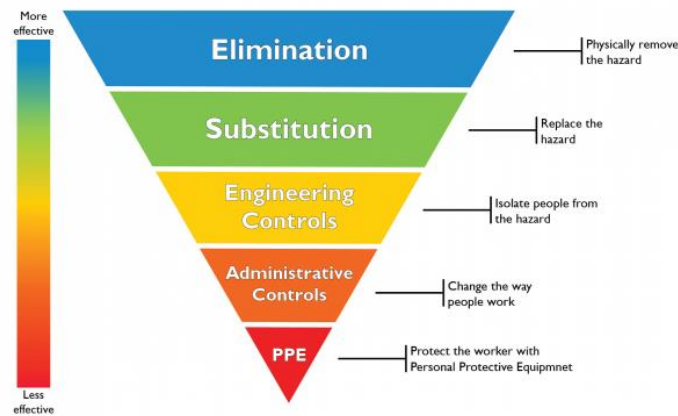 More
effective
Elimination
Physically remove
the hazard
Substitution
Replace the
hazard
Engineering
Controls
Isolate people from
the hazard
Administrative
Controls
Change the way
people work
PPE
Protect the worker with
Personal Protective Equipmnet
Less
effective